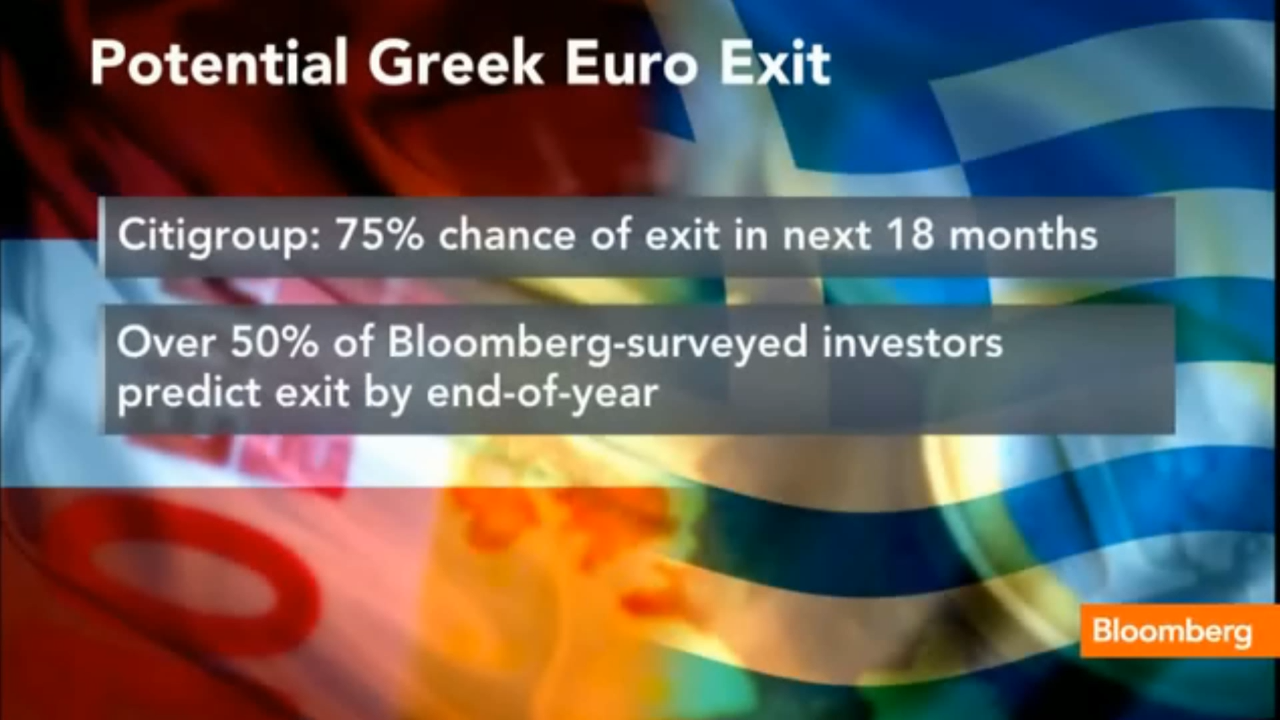 Potential Greek Euro Exit
Citigroup: 75% chance of exit in next 18 months
Over 50% of Bloomberg-surveyed investors
predict exit by end-of-year
Bloomberg